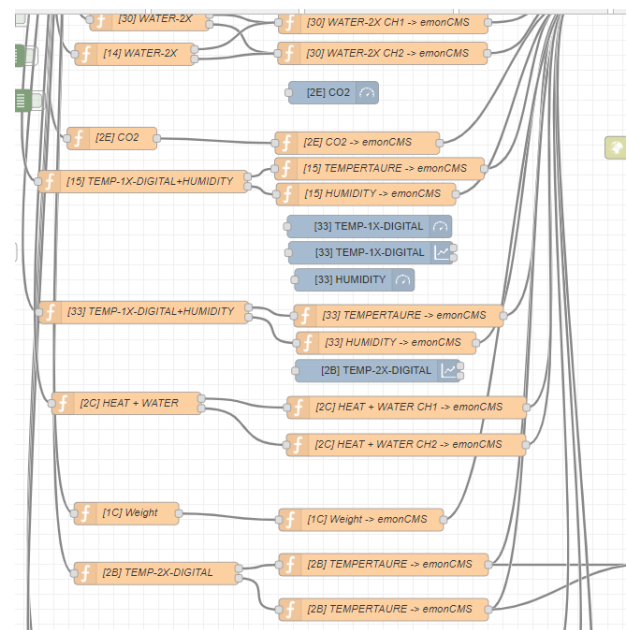 [30] WATER-2X
[30] WATER-2X CH1 -> emonCMS
[14] WATER-2X
[30] WATER-2X CH2 -> emonCMS
[2E] CO2
[2E] CO2
[2E] CO2 -> emonCMS
[15] TEMP-1X-DIGITAL+HUMIDITY
[15] TEMPERTAURE -> emonCMS
[15] HUMIDITY -> emonCMS
[33] TEMP-1X-DIGITAL
[33] TEMP-1X-DIGITAL
[33] HUMIDITY
[33] TEMP-1X-DIGITAL+HUMIDITY
[33] TEMPERTAURE -> emonCMS
[33] HUMIDITY -> emonCMS
[2B] TEMP-2X-DIGITAL
[2C] HEAT + WATER
[2C] HEAT + WATER CH1 -> emonCMS
[2C] HEAT + WATER CH2 -> emonCMS
[1C] Weight
[1C] Weight -> emonCMS
[2B] TEMP-2X-DIGITAL
[2B] TEMPERTAURE -> emonCMS
[2B] TEMPERTAURE -> emonCMS